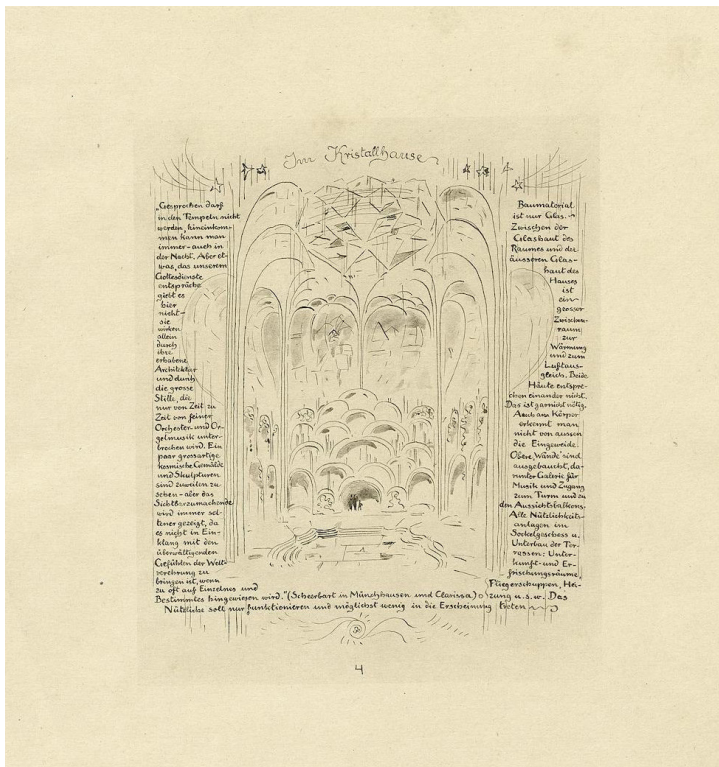 Im Kristallhause
„Gesprochen darf
in den Tempeln nicht
werden, hineinkom-
men kann man
immer – auch in
der Nacht. Aber et-
was, das unserem
Gottesdienste
entspräche
giebt es
hier
nicht –
sie
wirken
allein
durch
ihre
erhabene
Architektur
und durch
die grosse
Stille, die
nur von Zeit zu
Zeit von feiner
Orchester- und Or-
gelmusik unter-
brochen wird. Ein
paar grossartige
kosmische Gemälde
und Skulpturen
sind zuweilen zu
sehen – aber das
Sichtbarzumachende
wird immer sel-
tener gezeigt, da
es nicht in Ein-
klang mit den
überwältigenden
Gefühlen der Welt-
verehrung zu
bringen ist, wenn
zu oft auf Einzelnes und
Bestimmtes hingewiesen wird." (Scheerbart in Münchhausen und Clarissa)
Baumaterial
ist nur Glas. –
Zwischen der
Glashaut des
Raumes und der
äusseren Glas-
haut des
Hauses
ist
ein
grosser
Zwischen-
raum
zur
Wärmung
und zum
Luftaus-
gleich. Beide
Häute entspre-
chen einander nicht.
Das ist garnicht nötig.
Auch am Körper
erkennt man
nicht von aussen
die Eingeweide.
Obere „Wände" sind
ausgebaucht, da-
runter Galerie für
Musik und Zugang
zum Turm und zu
den Aussichtsbalkons.
Alle Nützlichkeits-
anlagen im
Sockelgeschoss u.
Unterbau der Ter-
rassen: Unter-
kunft- und Er-
frischungsräume,
Fliegerschuppen, Hei-
zung u.s.w. Das
Nützliche soll nur funktionieren und möglichst wenig in die Erscheinung treten
4